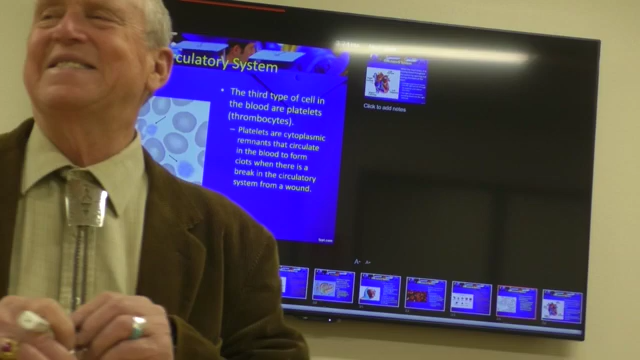 culatory System
• The third type of cell in
the blood are platelets
(thrombocytes).
– Platelets are cytoplasmic
remnants that circulate
in the blood to form
clots when there is a
break in the circulatory
system from a wound.
Click to add notes